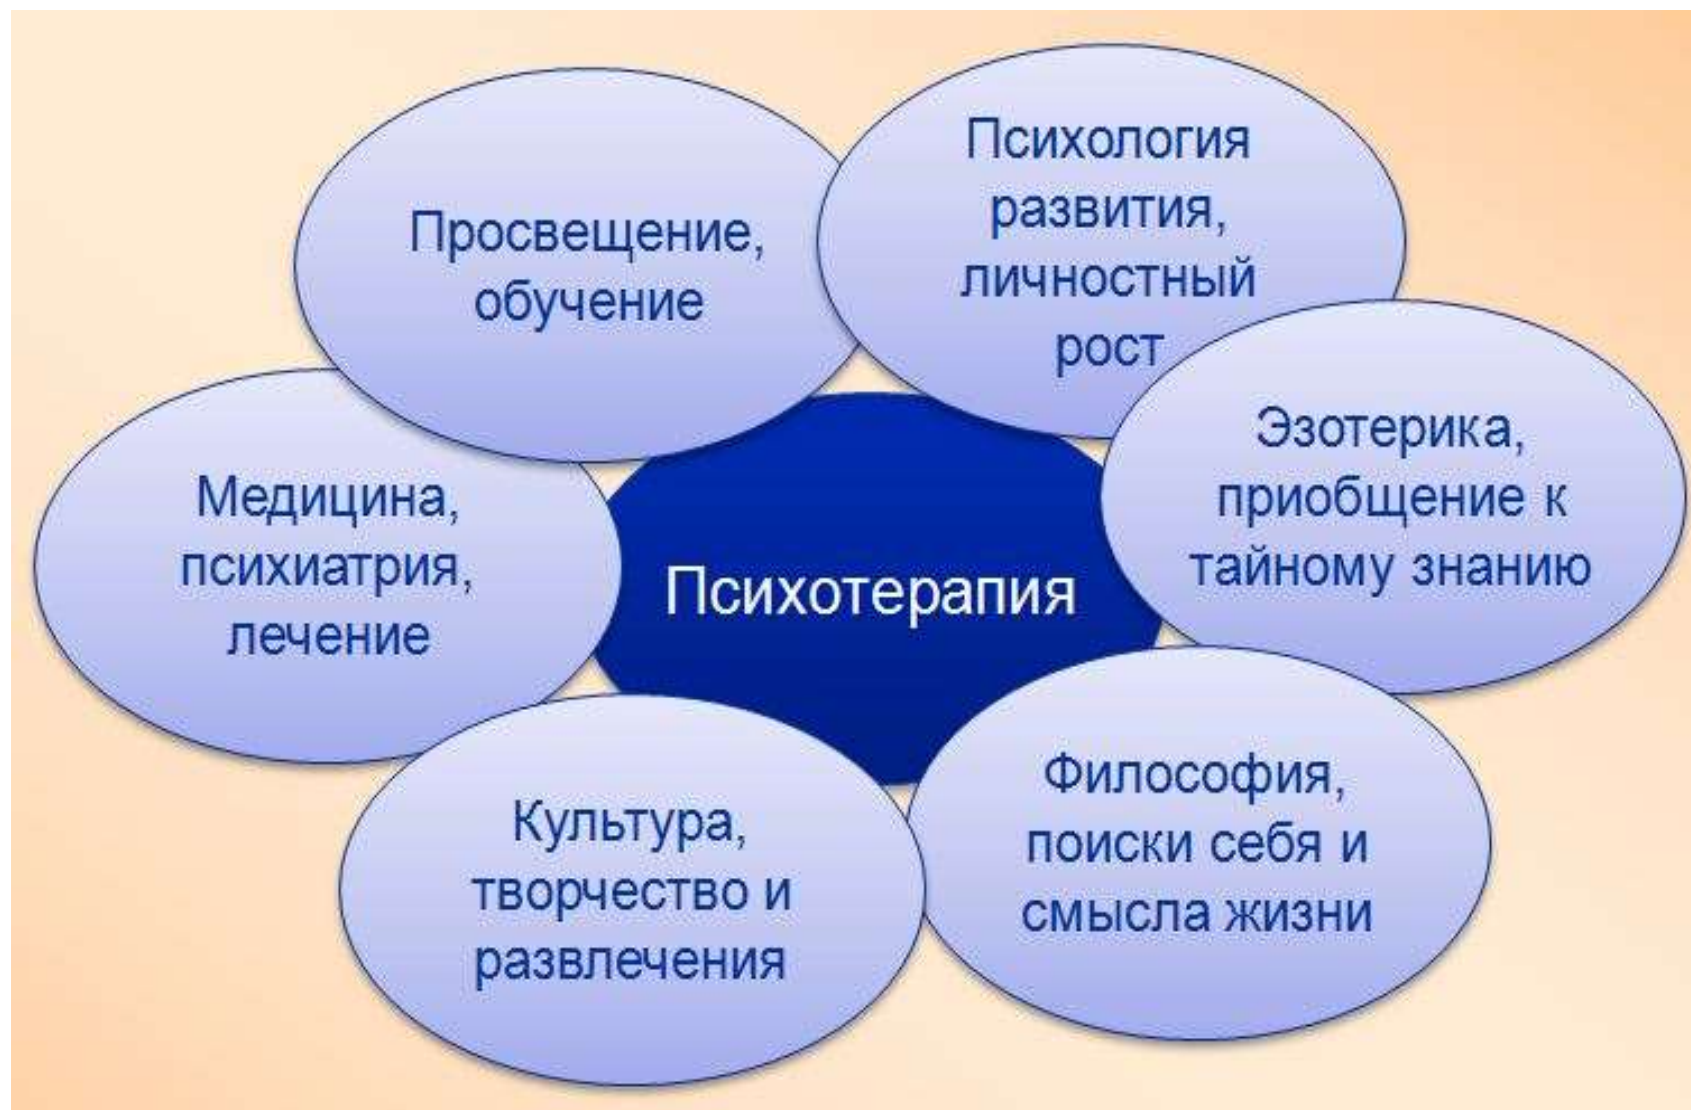 Просвещение,
обучение
Психология
развития,
личностный
рост
Эзотерика,
приобщение к
тайному знанию
Медицина,
психиатрия,
лечение
Психотерапия
Философия,
поиски себя и
смысла жизни
Культура,
творчество и
развлечения